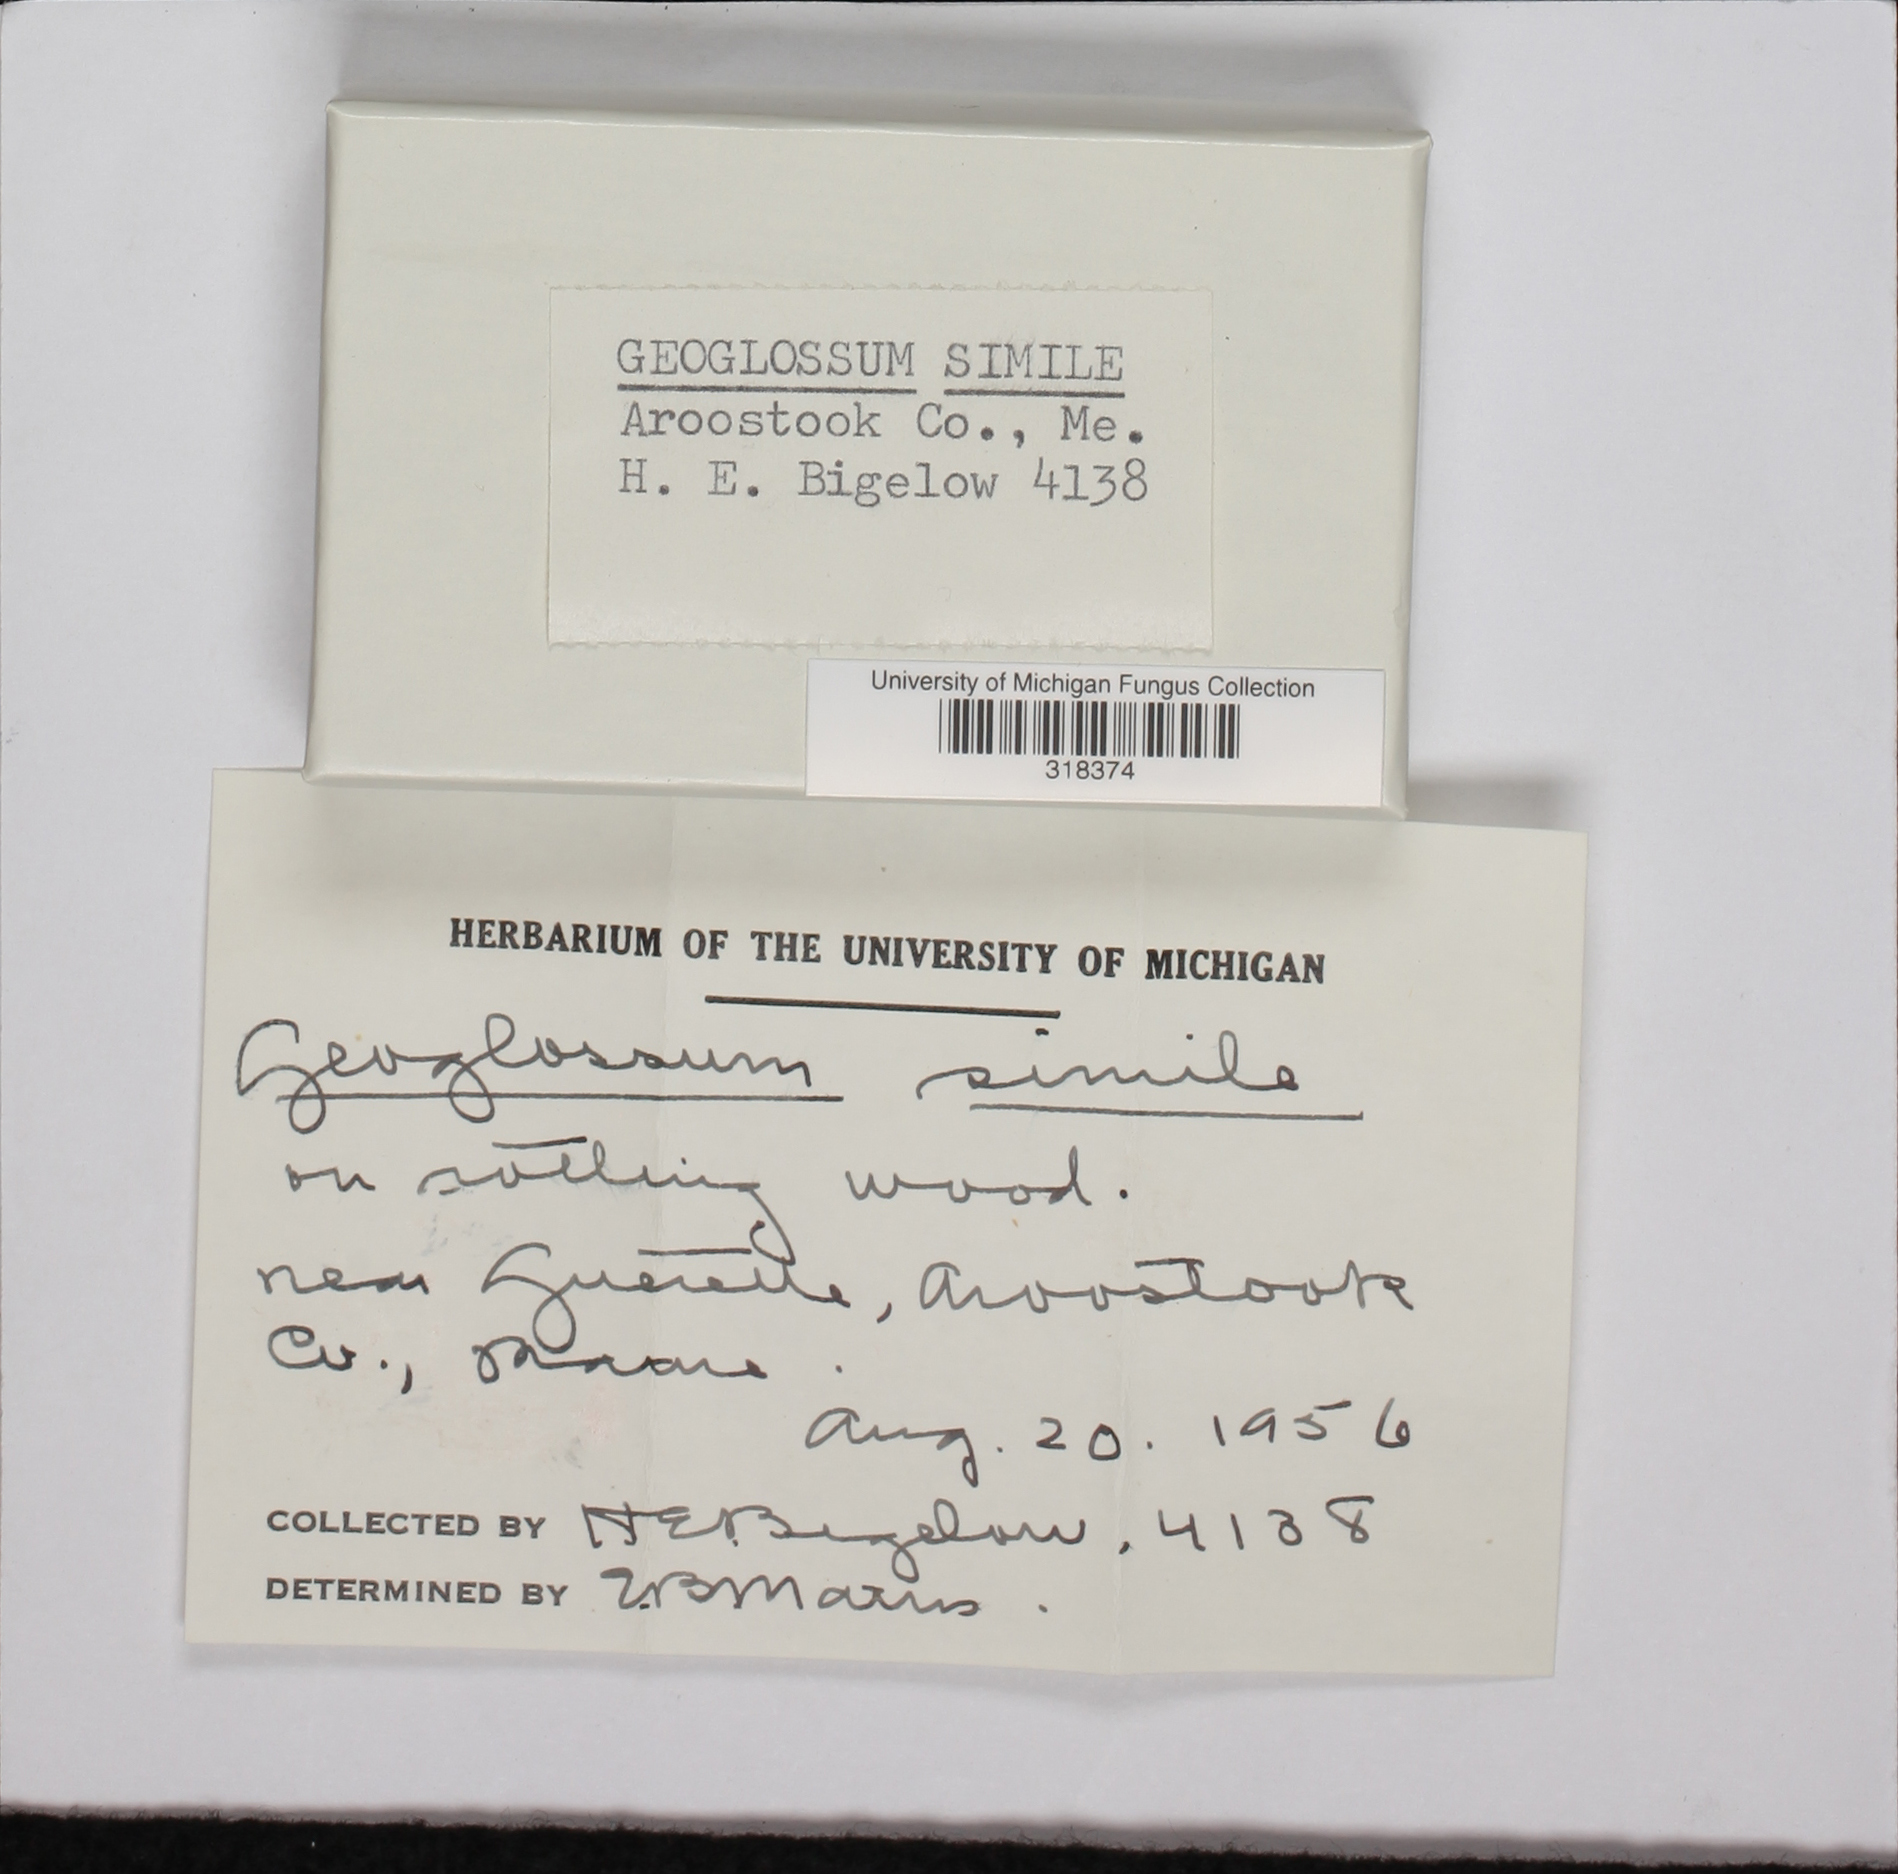 GEOGLOSSUM SIMILE
Aroostook Co., Me.
H. E. Bigelow 4138
University of Michigan Fungus Collection
318374
HERBARIUM OF THE UNIVERSITY OF MICHIGAN
Geoglossum simile
on rotting wood.
near Guerette, Aroostook
Co., Maine.
Aug. 20. 1956
COLLECTED BY H E Bigelow, 4138
DETERMINED BY E.B Mains.